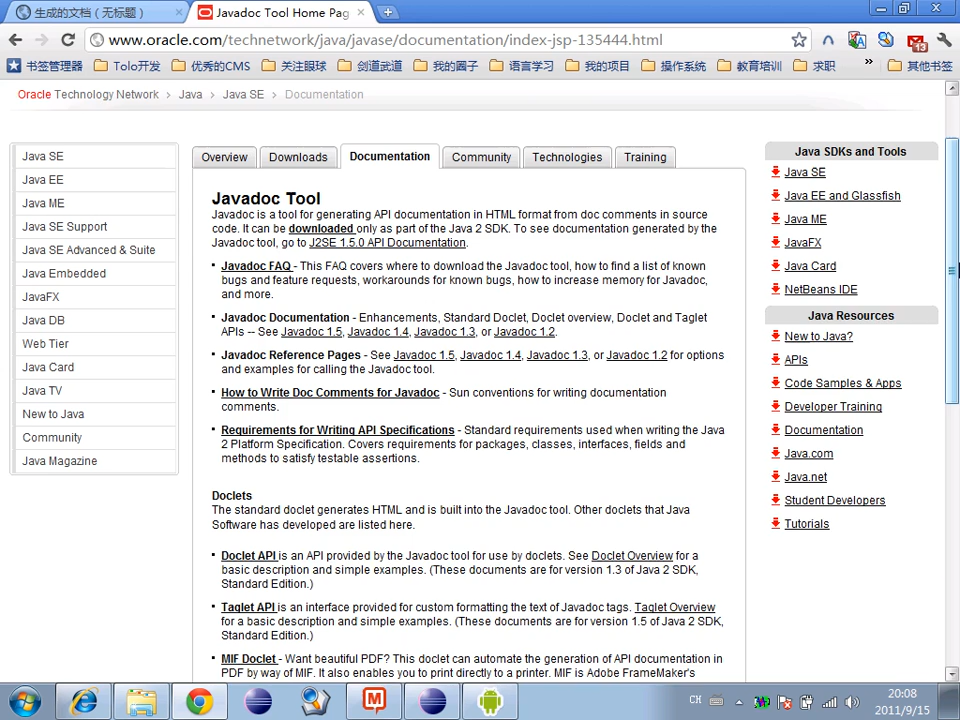 生成的文档（无标题）
Javadoc Tool Home Pag
www.oracle.com/technetwork/java/javase/documentation/index-jsp-135444.html
13
书签管理器 Tolo开发 优秀的CMS 关注眼球 剑道武道 我的圈子 语言学习 我的项目 操作系统 教育培训 求职 » 其他书签
Oracle Technology Network > Java > Java SE > Documentation
Java SE
Java EE
Java ME
Java SE Support
Java SE Advanced & Suite
Java Embedded
JavaFX
Java DB
Web Tier
Java Card
Java TV
New to Java
Community
Java Magazine
Overview Downloads Documentation Community Technologies Training
Javadoc Tool
Javadoc is a tool for generating API documentation in HTML format from doc comments in source
code. It can be downloaded only as part of the Java 2 SDK. To see documentation generated by the
Javadoc tool, go to J2SE 1.5.0 API Documentation.
Javadoc FAQ - This FAQ covers where to download the Javadoc tool, how to find a list of known
bugs and feature requests, workarounds for known bugs, how to increase memory for Javadoc,
and more.
Javadoc Documentation - Enhancements, Standard Doclet, Doclet overview, Doclet and Taglet
APIs -- See Javadoc 1.5, Javadoc 1.4, Javadoc 1.3, or Javadoc 1.2.
Javadoc Reference Pages - See Javadoc 1.5, Javadoc 1.4, Javadoc 1.3, or Javadoc 1.2 for options
and examples for calling the Javadoc tool.
How to Write Doc Comments for Javadoc - Sun conventions for writing documentation
comments.
Requirements for Writing API Specifications - Standard requirements used when writing the Java
2 Platform Specification. Covers requirements for packages, classes, interfaces, fields and
methods to satisfy testable assertions.
Doclets
The standard doclet generates HTML and is built into the Javadoc tool. Other doclets that Java
Software has developed are listed here.
Doclet API is an API provided by the Javadoc tool for use by doclets. See Doclet Overview for a
basic description and simple examples. (These documents are for version 1.3 of Java 2 SDK,
Standard Edition.)
Taglet API is an interface provided for custom formatting the text of Javadoc tags. Taglet Overview
for a basic description and simple examples. (These documents are for version 1.5 of Java 2 SDK,
Standard Edition.)
MIF Doclet - Want beautiful PDF? This doclet can automate the generation of API documentation in
PDF by way of MIF. It also enables you to print directly to a printer. MIF is Adobe FrameMaker's
Java SDKs and Tools
Java SE
Java EE and Glassfish
Java ME
JavaFX
Java Card
NetBeans IDE
Java Resources
New to Java?
APIs
Code Samples & Apps
Developer Training
Documentation
Java.com
Java.net
Student Developers
Tutorials
CH
20:08
2011/9/15